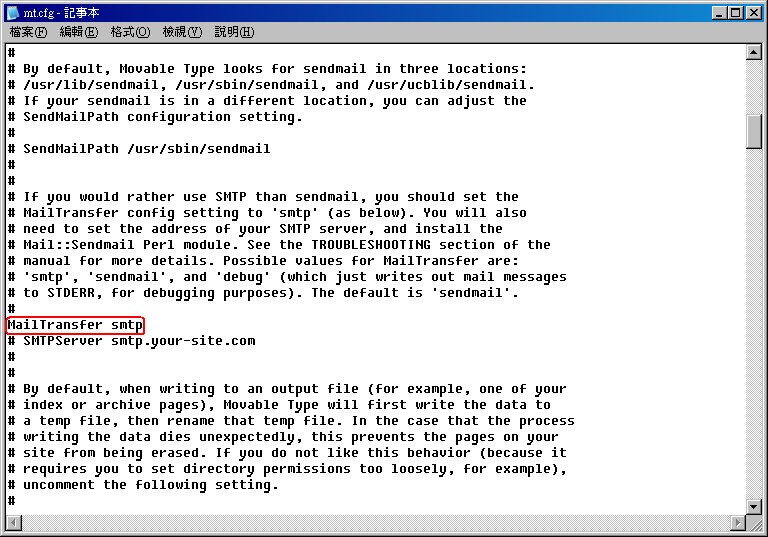 mt.cfg - 記事本
檔案(F) 編輯(E) 格式(O) 檢視(V) 說明(H)
#
# By default, Movable Type looks for sendmail in three locations:
# /usr/lib/sendmail, /usr/sbin/sendmail, and /usr/ucblib/sendmail.
# If your sendmail is in a different location, you can adjust the
# SendMailPath configuration setting.
#
# SendMailPath /usr/sbin/sendmail
#
#
# If you would rather use SMTP than sendmail, you should set the
# MailTransfer config setting to 'smtp' (as below). You will also
# need to set the address of your SMTP server, and install the
# Mail::Sendmail Perl module. See the TROUBLESHOOTING section of the
# manual for more details. Possible values for MailTransfer are:
# 'smtp', 'sendmail', and 'debug' (which just writes out mail messages
# to STDERR, for debugging purposes). The default is 'sendmail'.
#
MailTransfer smtp
# SMTPServer smtp.your-site.com
#
#
# By default, when writing to an output file (for example, one of your
# index or archive pages), Movable Type will first write the data to
# a temp file, then rename that temp file. In the case that the process
# writing the data dies unexpectedly, this prevents the pages on your
# site from being erased. If you do not like this behavior (because it
# requires you to set directory permissions too loosely, for example),
# uncomment the following setting.
#